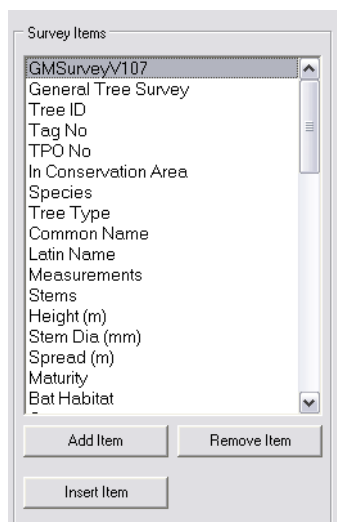 Survey Items
GMSurveyV107
General Tree Survey
Tree ID
Tag No
TPO No
In Conservation Area
Species
Tree Type
Common Name
Latin Name
Measurements
Stems
Height (m)
Stem Dia (mm)
Spread (m)
Maturity
Bat Habitat
Add Item
Remove Item
Insert Item